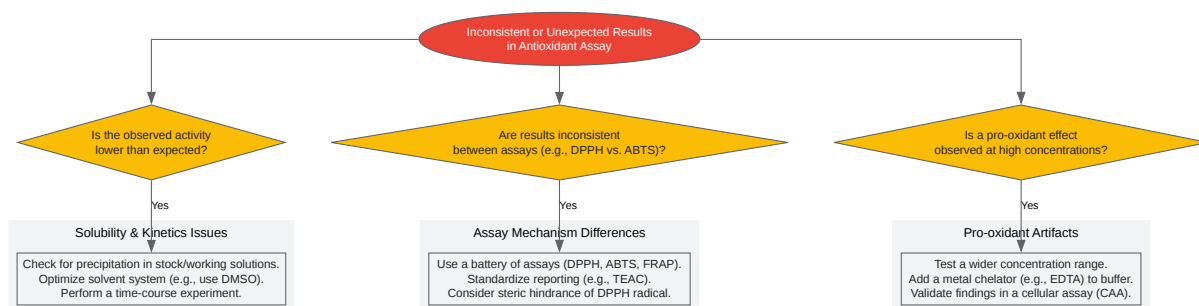 Inconsistent or Unexpected Results
in Antioxidant Assay
Is the observed activity
lower than expected?
Are results inconsistent
between assays (e.g., DPPH vs. ABTS)?
Is a pro-oxidant effect
observed at high concentrations?
Yes
Yes
Yes
Solubility & Kinetics Issues
Check for precipitation in stock/working solutions.
Optimize solvent system (e.g., use DMSO).
Perform a time-course experiment.
Assay Mechanism Differences
Use a battery of assays (DPPH, ABTS, FRAP).
Standardize reporting (e.g., TEAC).
Consider steric hindrance of DPPH radical.
Pro-oxidant Artifacts
Test a wider concentration range.
Add a metal chelator (e.g., EDTA) to buffer.
Validate findings in a cellular assay (CAA).